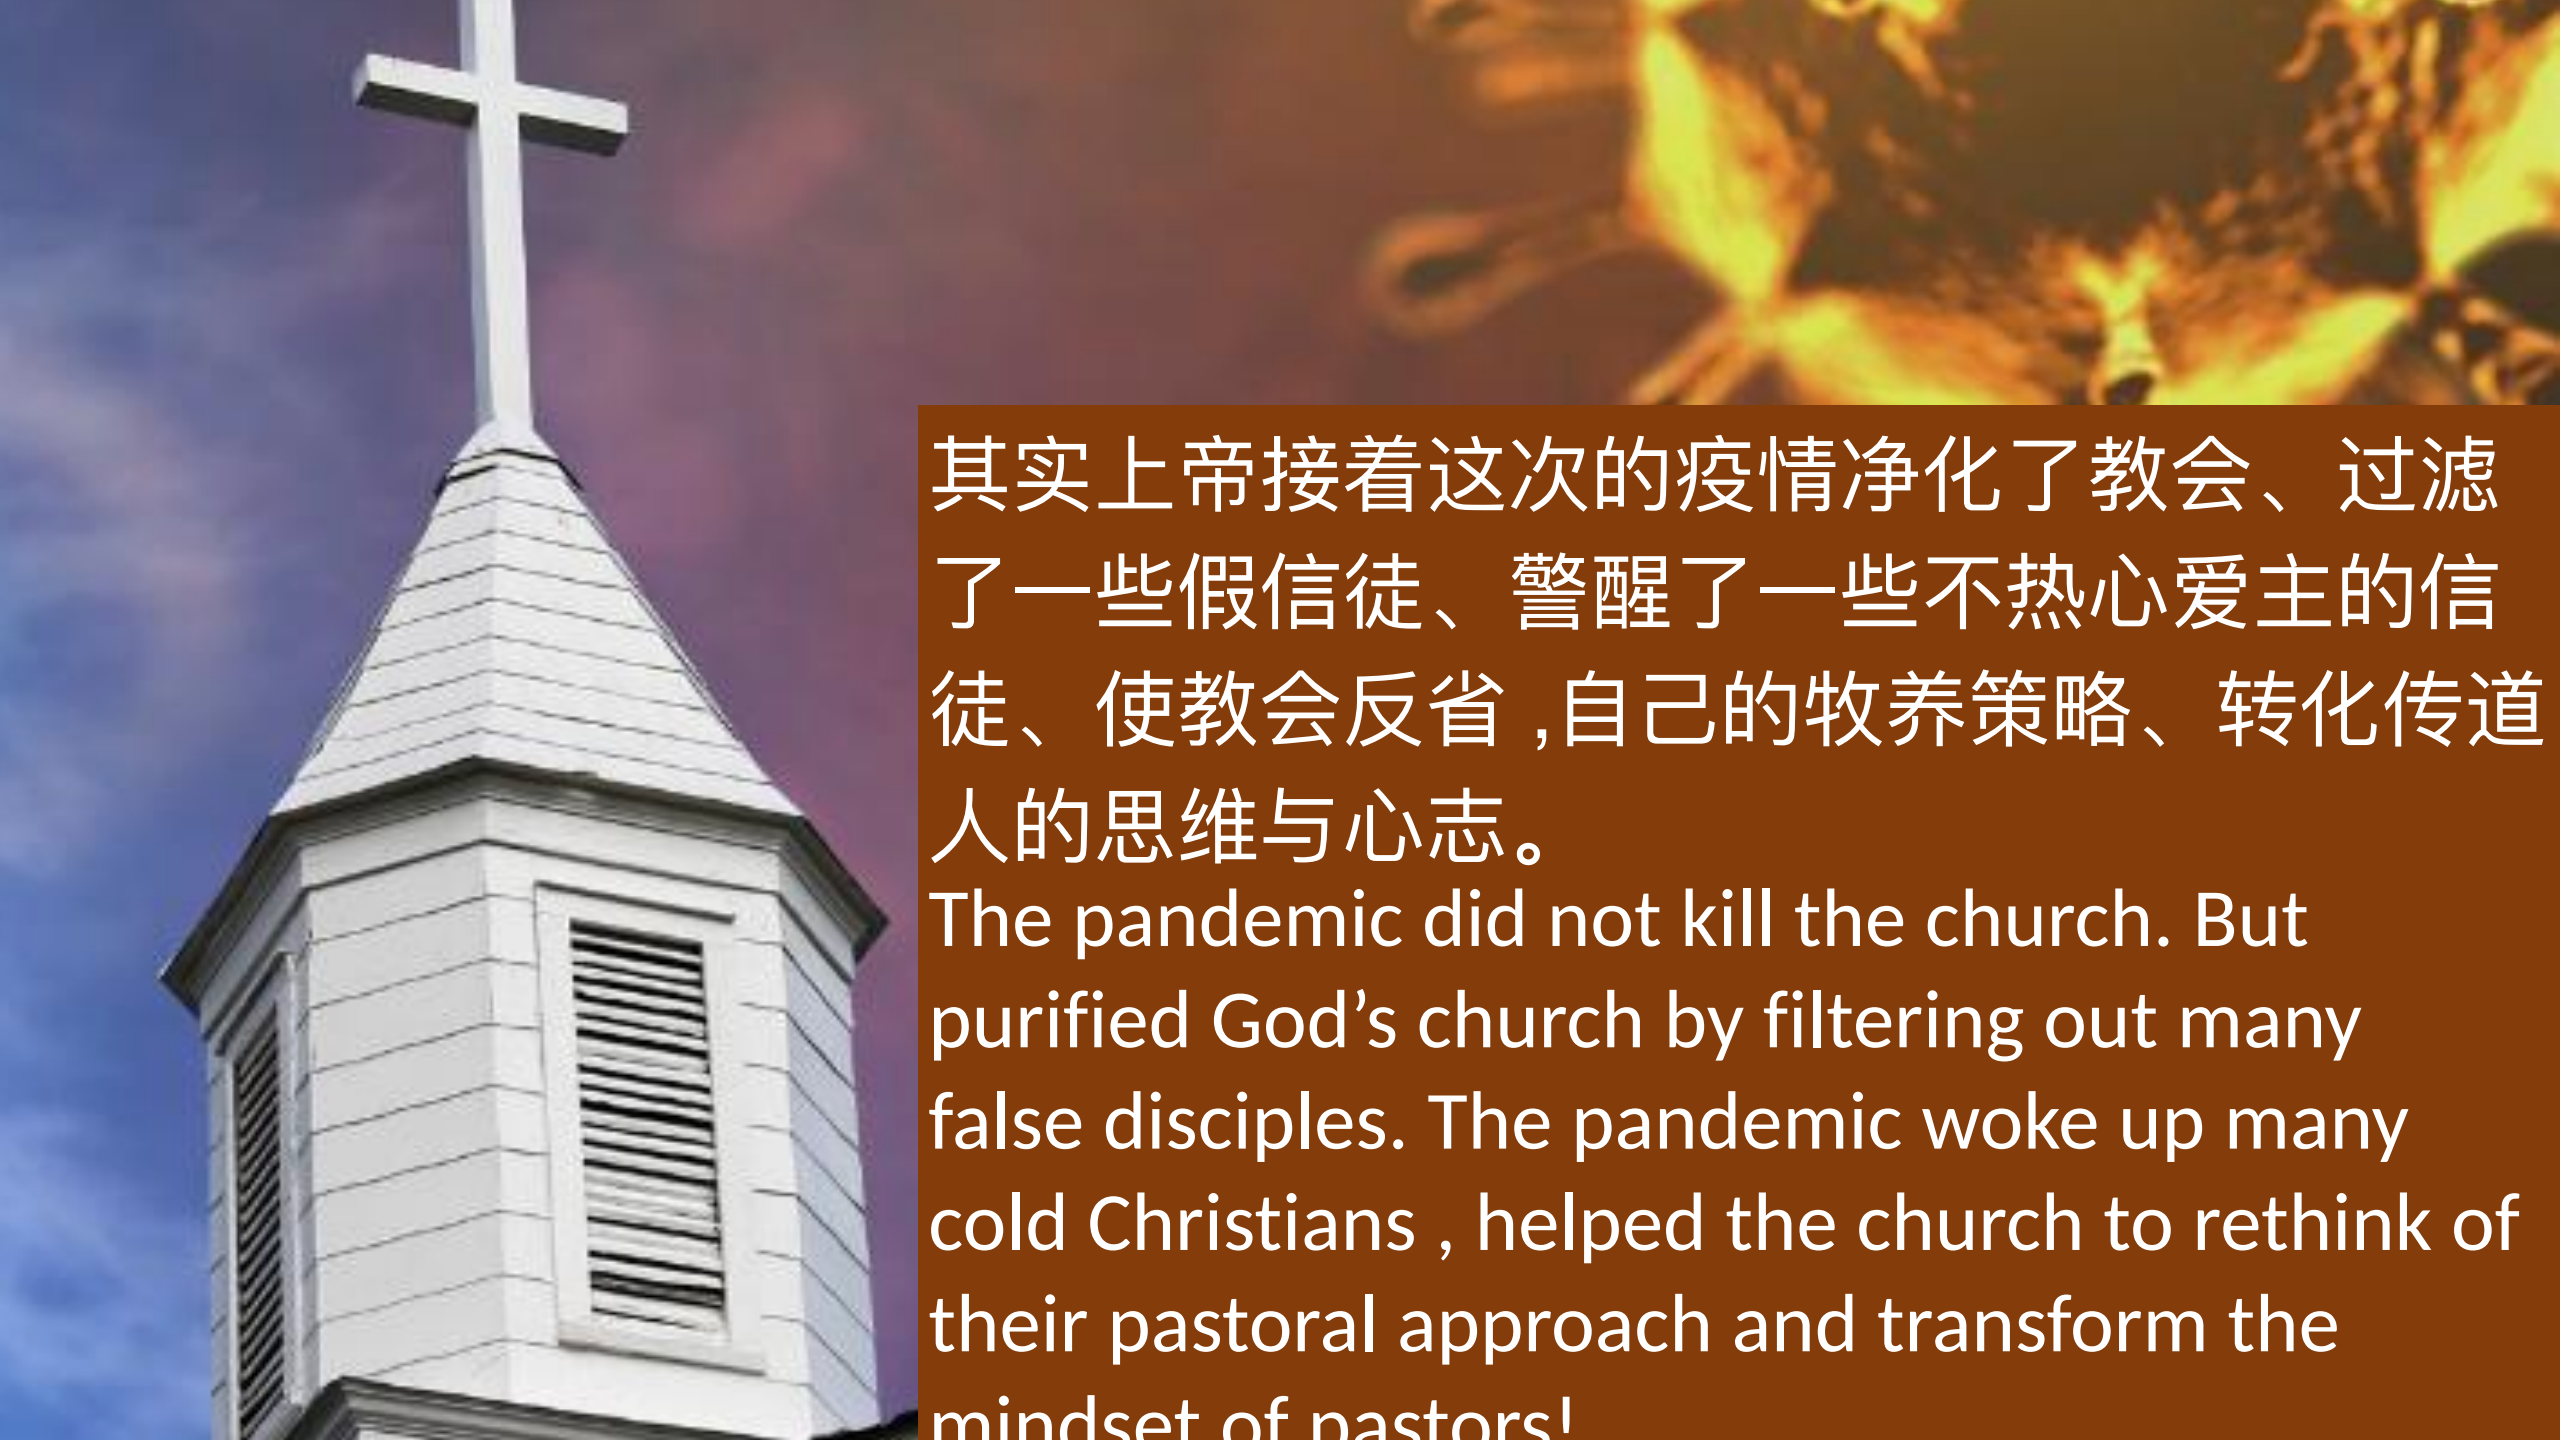 其实上帝接着这次的疫情净化了教会、过滤
了一些假信徒、警醒了一些不热心爱主的信
徒、使教会反省 ,自己的牧养策略、转化传道
人的思维与心志。
The pandemic did not kill the church. But
purified God’s church by filtering out many
false disciples. The pandemic woke up many
cold Christians , helped the church to rethink of
their pastoral approach and transform the
mindset of pastors!